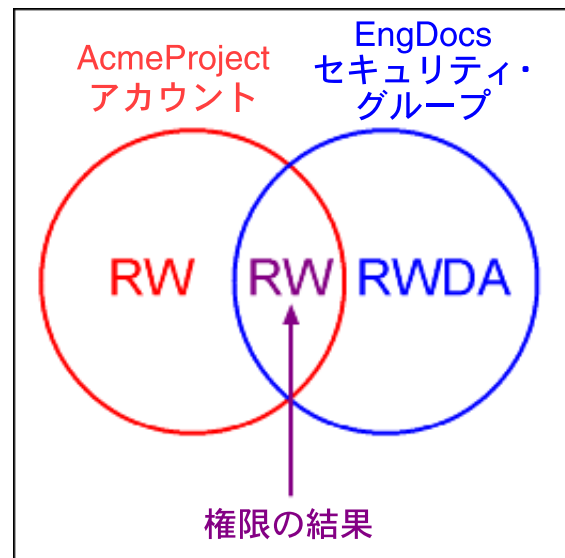 AcmeProject
アカウント
EngDocs
セキュリティ・
グループ
RW
RW
RWDA
権限の結果